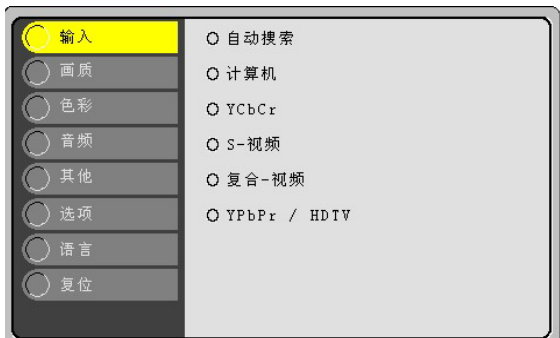 输入
画质
色彩
音频
其他
选项
语言
复位
自动搜索
计算机
YCbCr
S-视频
复合-视频
YPbPr / HDTV